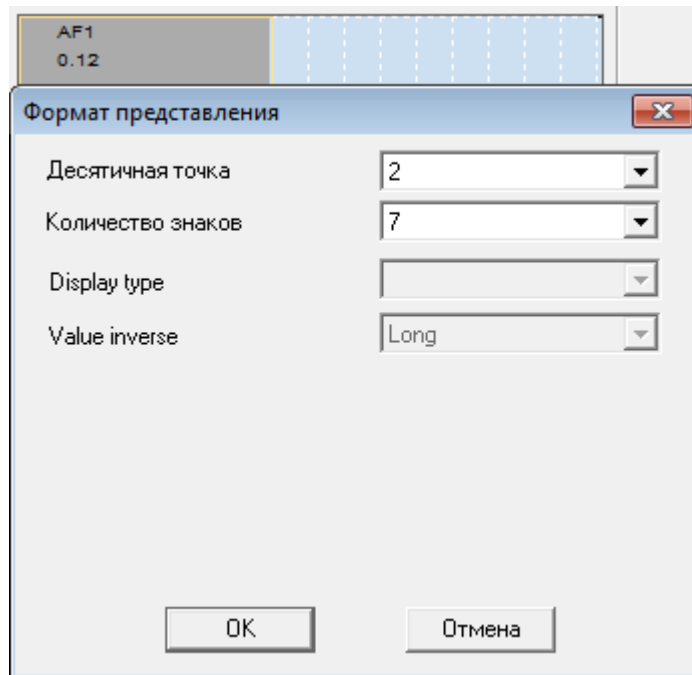 AF1
0.12
Формат представления
Десятичная точка 2
Количество знаков 7
Display type
Value inverse Long
OK Отмена